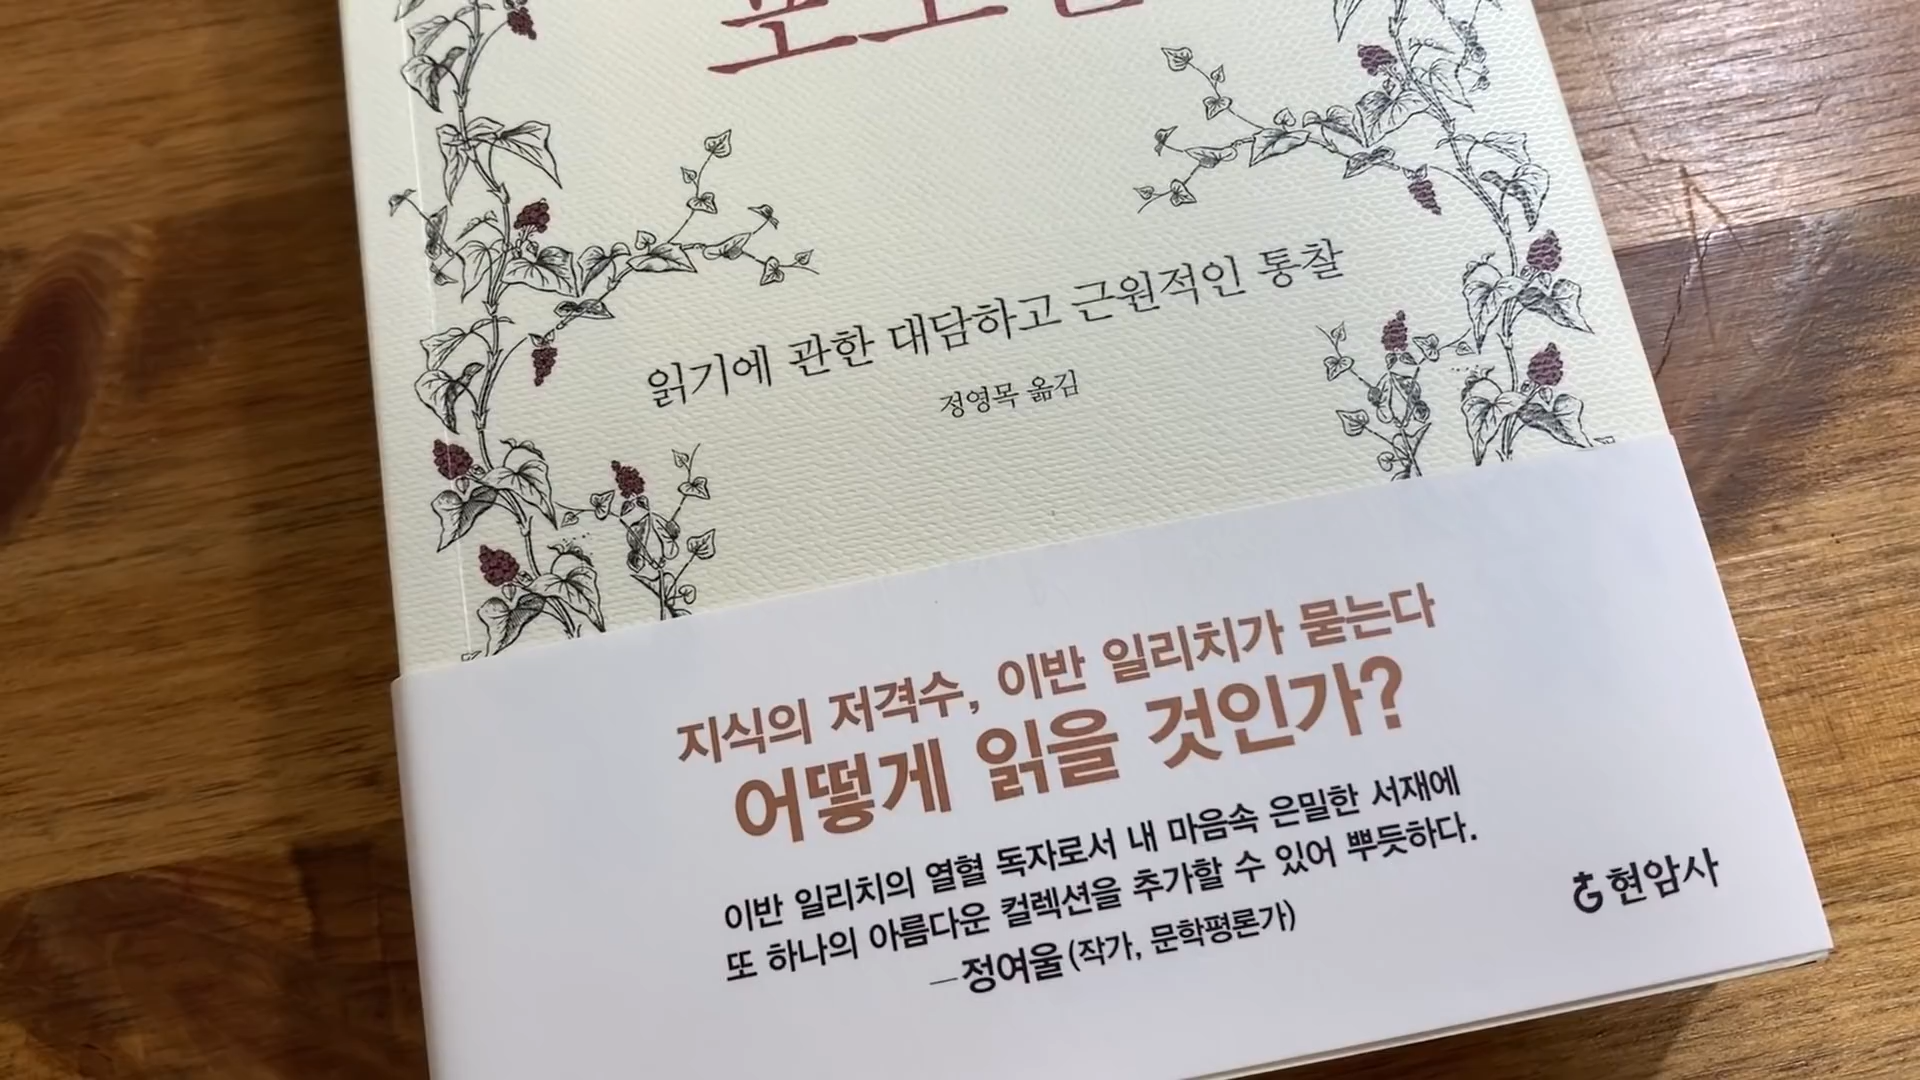 읽기에 관한 대담하고 근원적인 통찰
정영목 옮김
지식의 저격수, 이반 일리치가 묻는다
어떻게 읽을 것인가?
이반 일리치의 열혈 독자로서 내 마음속 은밀한 서재에
또 하나의 아름다운 컬렉션을 추가할 수 있어 뿌듯하다.
—정여울(작가, 문학평론가)
현암사